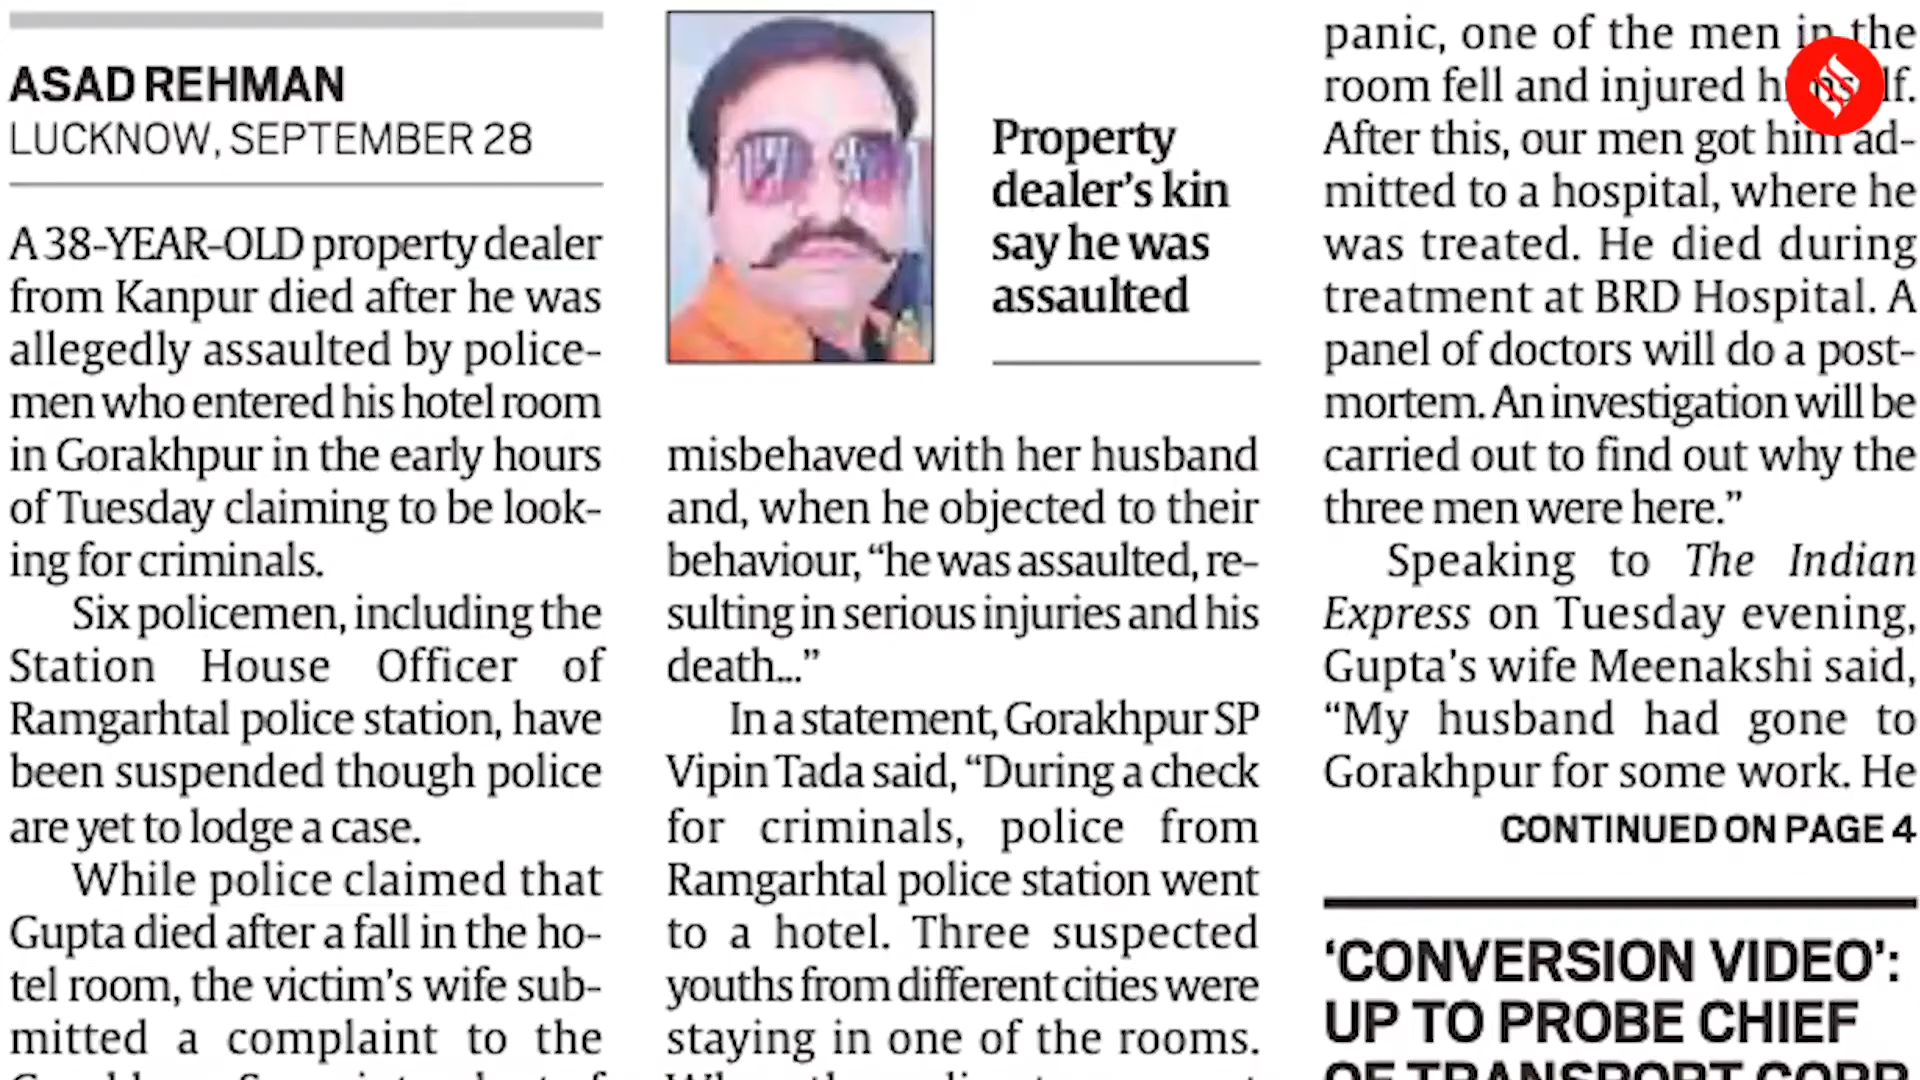 ASAD REHMAN
LUCKNOW, SEPTEMBER 28
A 38-YEAR-OLD property dealer
from Kanpur died after he was
allegedly assaulted by police-
men who entered his hotel room
in Gorakhpur in the early hours
of Tuesday claiming to be look-
ing for criminals.
Six policemen, including the
Station House Officer of
Ramgarhtal police station, have
been suspended though police
are yet to lodge a case.
While police claimed that
Gupta died after a fall in the ho-
tel room, the victim's wife sub-
mitted a complaint to the
Property
dealer's kin
say he was
assaulted
misbehaved with her husband
and, when he objected to their
behaviour, “he was assaulted, re-
sulting in serious injuries and his
death...”
In a statement, Gorakhpur SP
Vipin Tada said, “During a check
for criminals, police from
Ramgarhtal police station went
to a hotel. Three suspected
youths from different cities were
staying in one of the rooms.
panic, one of the men in the
room fell and injured himself.
After this, our men got him ad-
mitted to a hospital, where he
was treated. He died during
treatment at BRD Hospital. A
panel of doctors will do a post-
mortem. An investigation will be
carried out to find out why the
three men were here.”
Speaking to The Indian
Express on Tuesday evening,
Gupta's wife Meenakshi said,
“My husband had gone to
Gorakhpur for some work. He
CONTINUED ON PAGE 4
‘CONVERSION VIDEO’:
UP TO PROBE CHIEF
OF TRANSPORT CORP